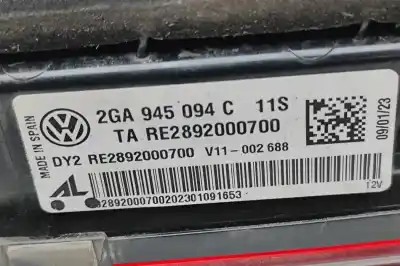 MADE IN SPAIN
2GA 945 094 C 11S
TA RE2892000700
DY2 RE2892000700 V11-002 688
09/01/23
AL
2892000700202301091653
12V